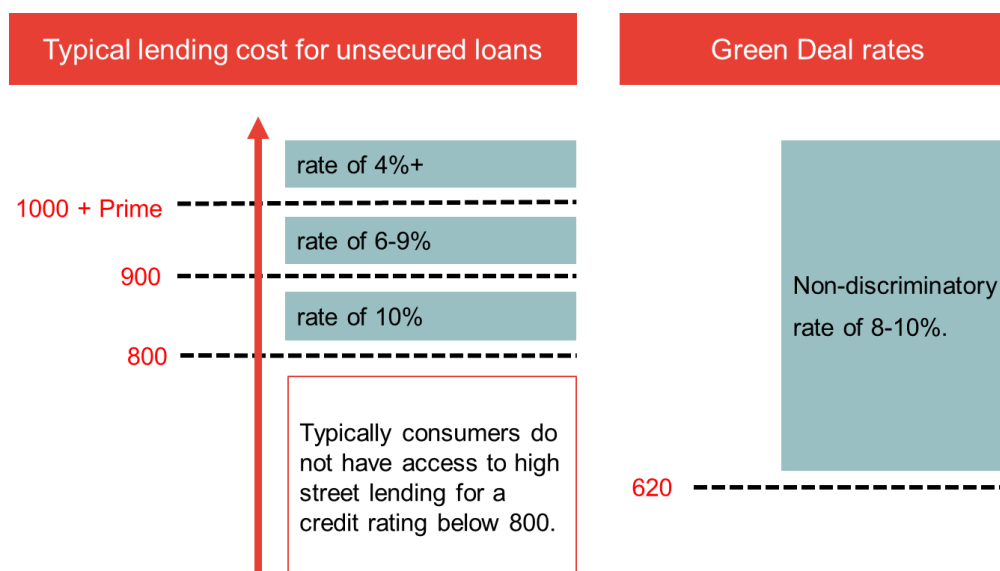 Typical lending cost for unsecured loans
Green Deal rates
rate of 4%+
1000 + Prime
rate of 6-9%
900
rate of 10%
800
Typically consumers do
not have access to high
street lending for a
credit rating below 800.
Non-discriminatory
rate of 8-10%.
620